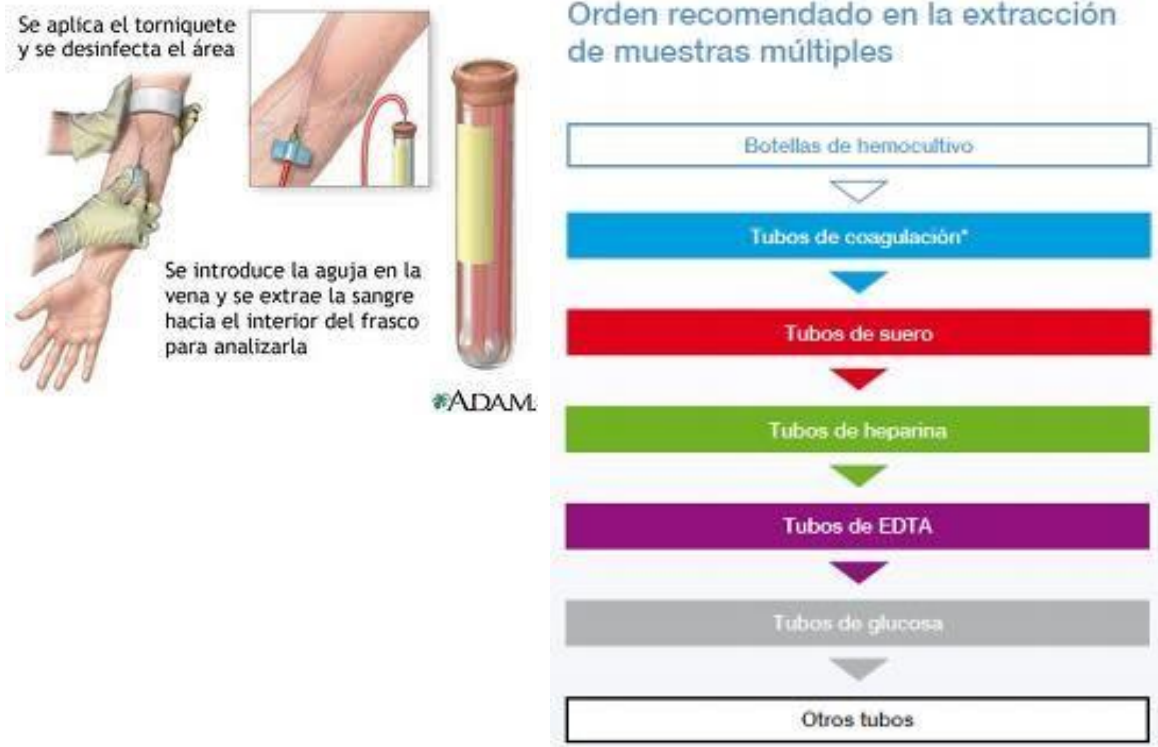 Se aplica el torniquete
y se desinfecta el área
Se introduce la aguja en la
vena y se extrae la sangre
hacia el interior del frasco
para analizarla
ADAM.
Orden recomendado en la extracción
de muestras múltiples
Botellas de hemocultivo
Tubos de coagulación*
Tubos de suero
Tubos de heparina
Tubos de EDTA
Tubos de glucosa
Otros tubos